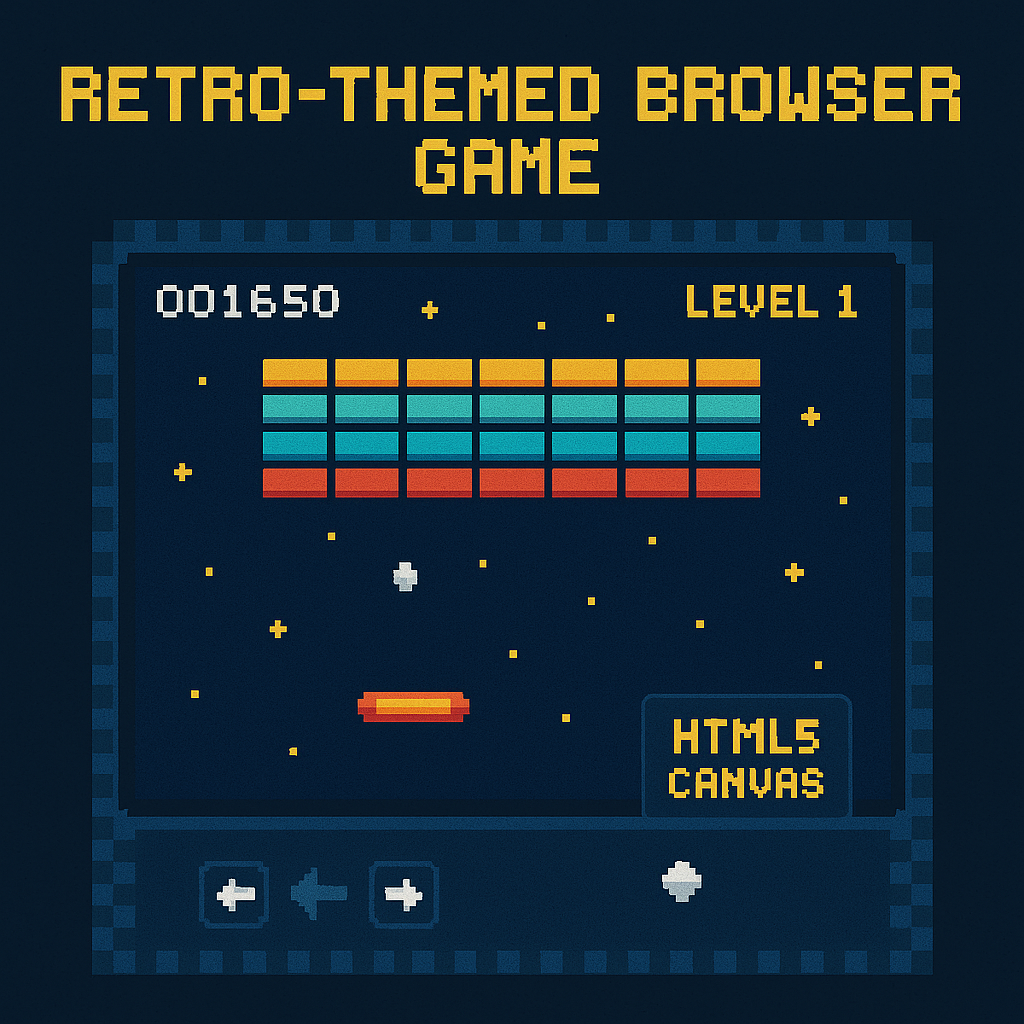 RETRO-THEMED BROWSER
GAME
001650
LEVEL 1
HTML5
CANVAS